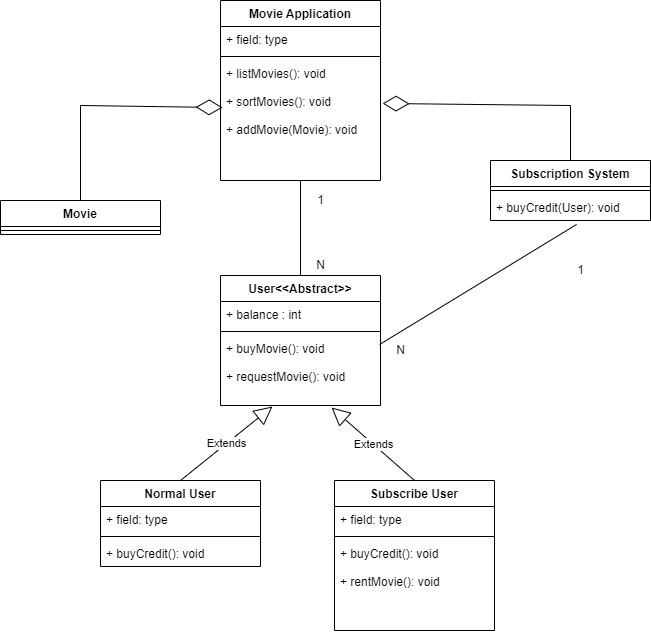 Movie Application
+ field: type
+ listMovies(): void
+ sortMovies(): void
+ addMovie(Movie): void
Subscription System
+ buyCredit(User): void
Movie
1
N
1
N
User<<Abstract>>
+ balance : int
+ buyMovie(): void
+ requestMovie(): void
Extends
Extends
Normal User
+ field: type
+ buyCredit(): void
Subscribe User
+ field: type
+ buyCredit(): void
+ rentMovie(): void